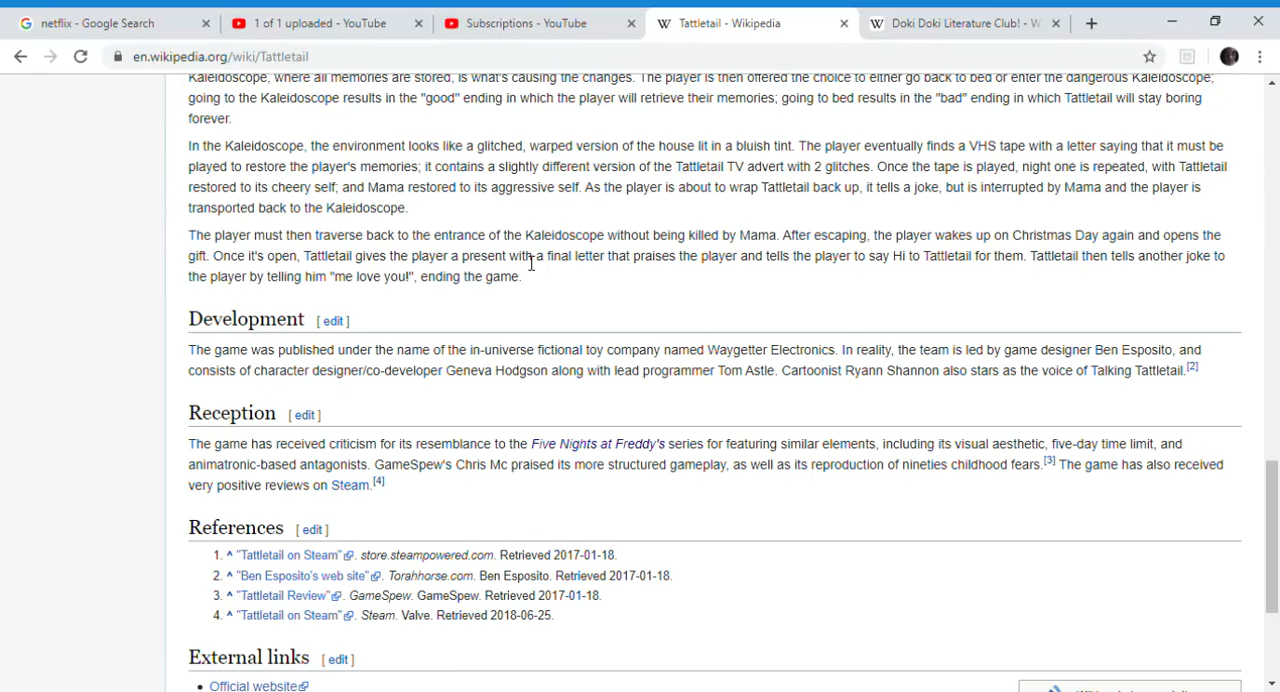 netflix - Google Search
1 of 1 uploaded - YouTube
Subscriptions - YouTube
Tattletail - Wikipedia
Doki Doki Literature Club! - W
en.wikipedia.org/wiki/Tattletail
Kaleidoscope, where all memories are stored, is what's causing the changes. The player is then offered the choice to either go back to bed or enter the dangerous Kaleidoscope;
going to the Kaleidoscope results in the "good" ending in which the player will retrieve their memories; going to bed results in the "bad" ending in which Tattletail will stay boring
forever.
In the Kaleidoscope, the environment looks like a glitched, warped version of the house lit in a bluish tint. The player eventually finds a VHS tape with a letter saying that it must be
played to restore the player's memories; it contains a slightly different version of the Tattletail TV advert with 2 glitches. Once the tape is played, night one is repeated, with Tattletail
restored to its cheery self; and Mama restored to its aggressive self. As the player is about to wrap Tattletail back up, it tells a joke, but is interrupted by Mama and the player is
transported back to the Kaleidoscope.
The player must then traverse back to the entrance of the Kaleidoscope without being killed by Mama. After escaping, the player wakes up on Christmas Day again and opens the
gift. Once it's open, Tattletail gives the player a present with a final letter that praises the player and tells the player to say Hi to Tattletail for them. Tattletail then tells another joke to
the player by telling him "me love you!", ending the game.
Development [ edit ]
The game was published under the name of the in-universe fictional toy company named Waygetter Electronics. In reality, the team is led by game designer Ben Esposito, and
consists of character designer/co-developer Geneva Hodgson along with lead programmer Tom Astle. Cartoonist Ryann Shannon also stars as the voice of Talking Tattletail.[2]
Reception [ edit ]
The game has received criticism for its resemblance to the Five Nights at Freddy's series for featuring similar elements, including its visual aesthetic, five-day time limit, and
animatronic-based antagonists. GameSpew's Chris Mc praised its more structured gameplay, as well as its reproduction of nineties childhood fears.[3] The game has also received
very positive reviews on Steam.[4]
References [ edit ]
1. ^ "Tattletail on Steam". store.steampowered.com. Retrieved 2017-01-18.
2. ^ "Ben Esposito's web site". Torahhorse.com. Ben Esposito. Retrieved 2017-01-18.
3. ^ "Tattletail Review". GameSpew. GameSpew. Retrieved 2017-01-18.
4. ^ "Tattletail on Steam". Steam. Valve. Retrieved 2018-06-25.
External links [ edit ]
• Official website